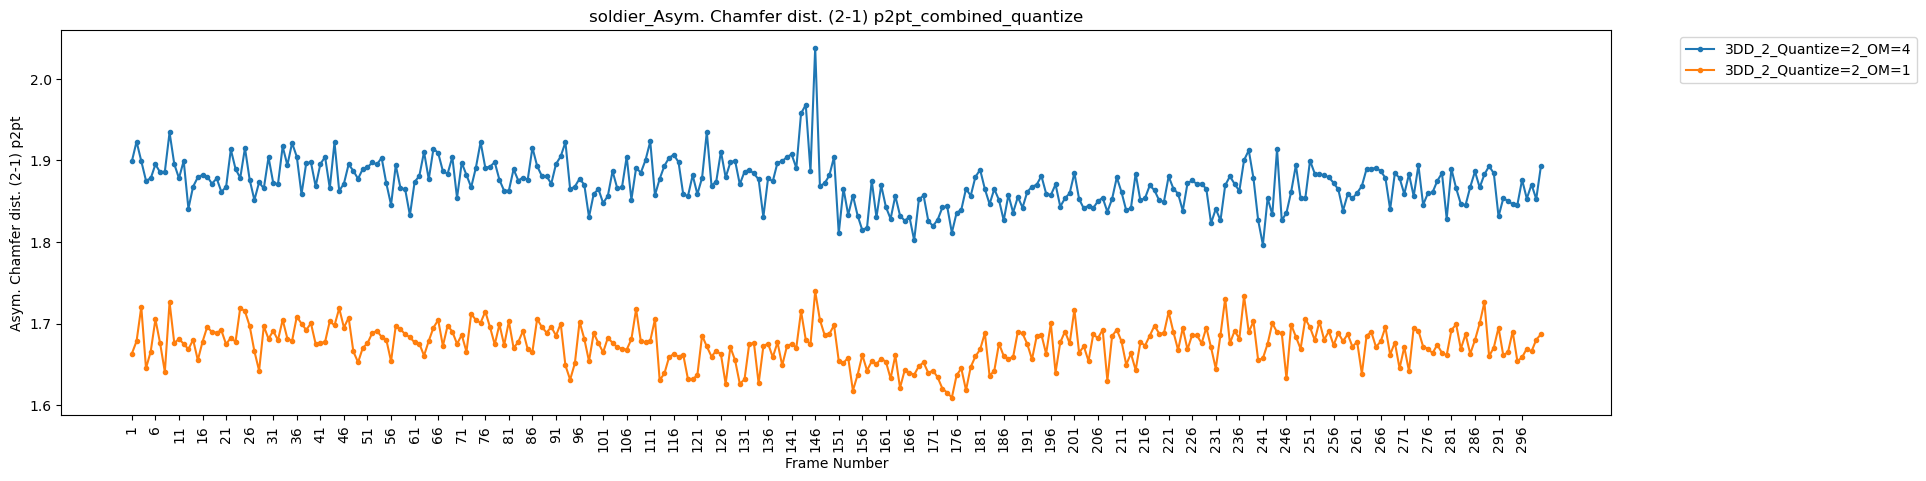 soldier_Asym. Chamfer dist. (2-1) p2pt_combined_quantize
3DD_2_Quantize=2_OM=4
3DD_2_Quantize=2_OM=1
Asym. Chamfer dist. (2-1) p2pt
2.0
1.9
1.8
1.7
1.6
1 6 11 16 21 26 31 36 41 46 51 56 61 66 71 76 81 86 91 96 101 106 111 116 121 126 131 136 141 146 151 156 161 166 171 176 181 186 191 196 201 206 211 216 221 226 231 236 241 246 251 256 261 266 271 276 281 286 291 296
Frame Number